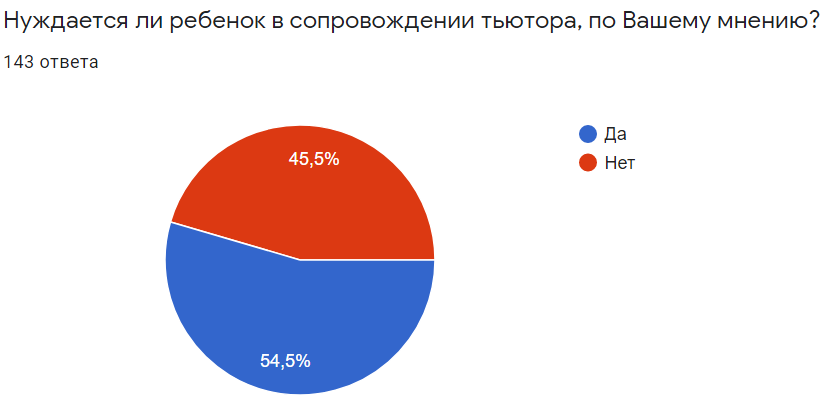 Нуждается ли ребенок в сопровождении тьютора, по Вашему мнению?
143 ответа
Да
Нет
45,5%
54,5%